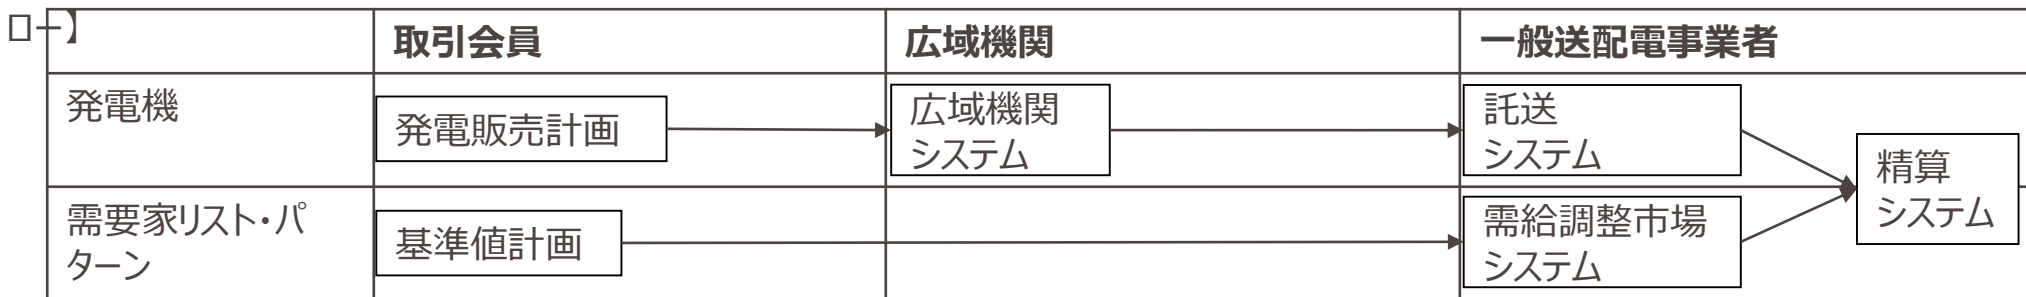 ロー】
取引会員
広域機関
一般送配電事業者
発電機
発電販売計画
広域機関
システム
託送
システム
精算
システム
需要家リスト・パ
ターン
基準値計画
需給調整市場
システム